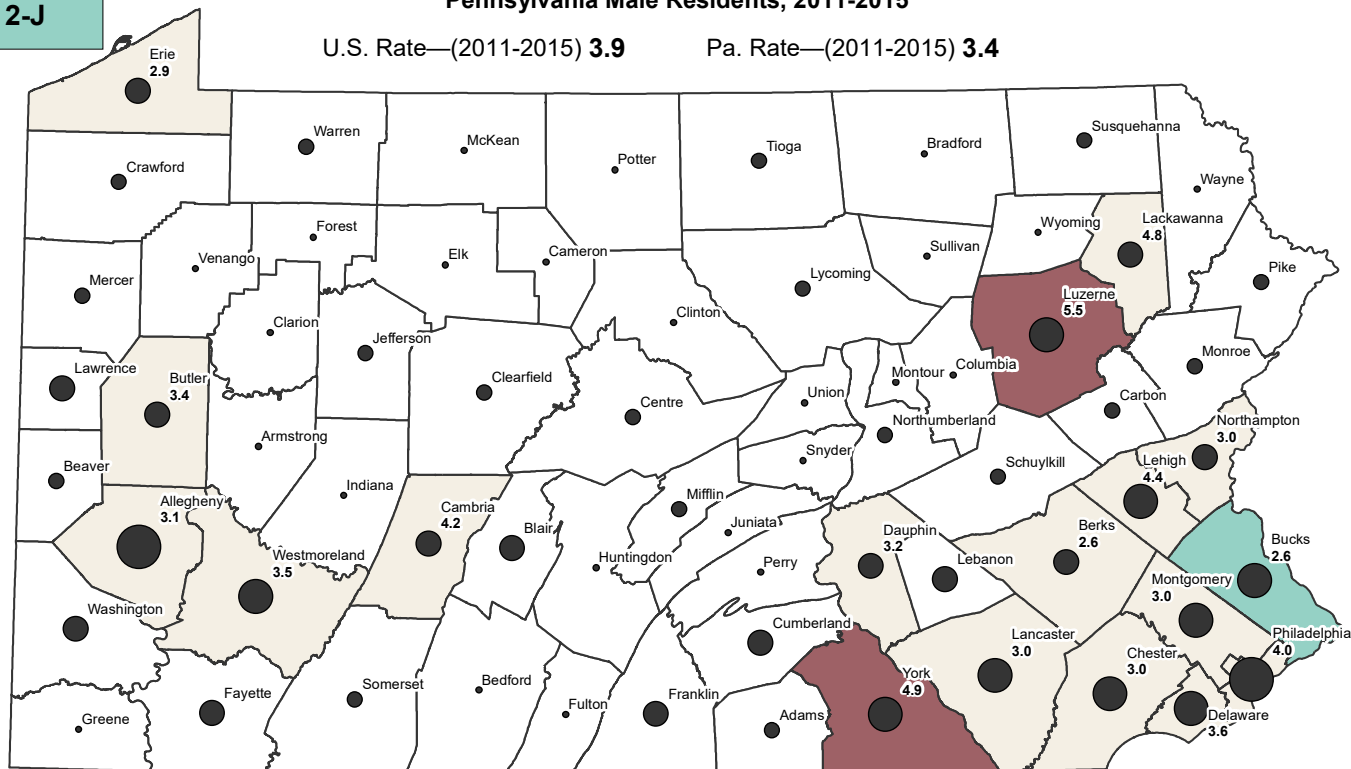 Pennsylvania Male Residents, 2011-2015
2-J
U.S. Rate—(2011-2015) 3.9
Pa. Rate—(2011-2015) 3.4
Erie
2.9
Warren
McKean
Potter
Tioga
Bradford
Susquehanna
Wayne
Crawford
Forest
Venango
Elk
Cameron
Sullivan
Wyoming
Lackawanna
4.8
Mercer
Lycoming
Pike
Clarion
Jefferson
Clinton
Luzerne
5.5
Lawrence
Butler
3.4
Clearfield
Centre
Union
Montour
Columbia
Monroe
Carbon
Armstrong
Snyder
Northumberland
Northampton
3.0
Beaver
Indiana
Schuylkill
Lehigh
4.4
Allegheny
3.1
Cambria
4.2
Blair
Mifflin
Juniata
Dauphin
3.2
Berks
2.6
Bucks
2.6
Westmoreland
3.5
Huntingdon
Perry
Lebanon
Montgomery
3.0
Washington
Cumberland
Lancaster
3.0
Chester
3.0
Philadelphia
4.0
Fayette
Somerset
Bedford
Fulton
Franklin
York
4.9
Greene
Adams
Delaware
3.6